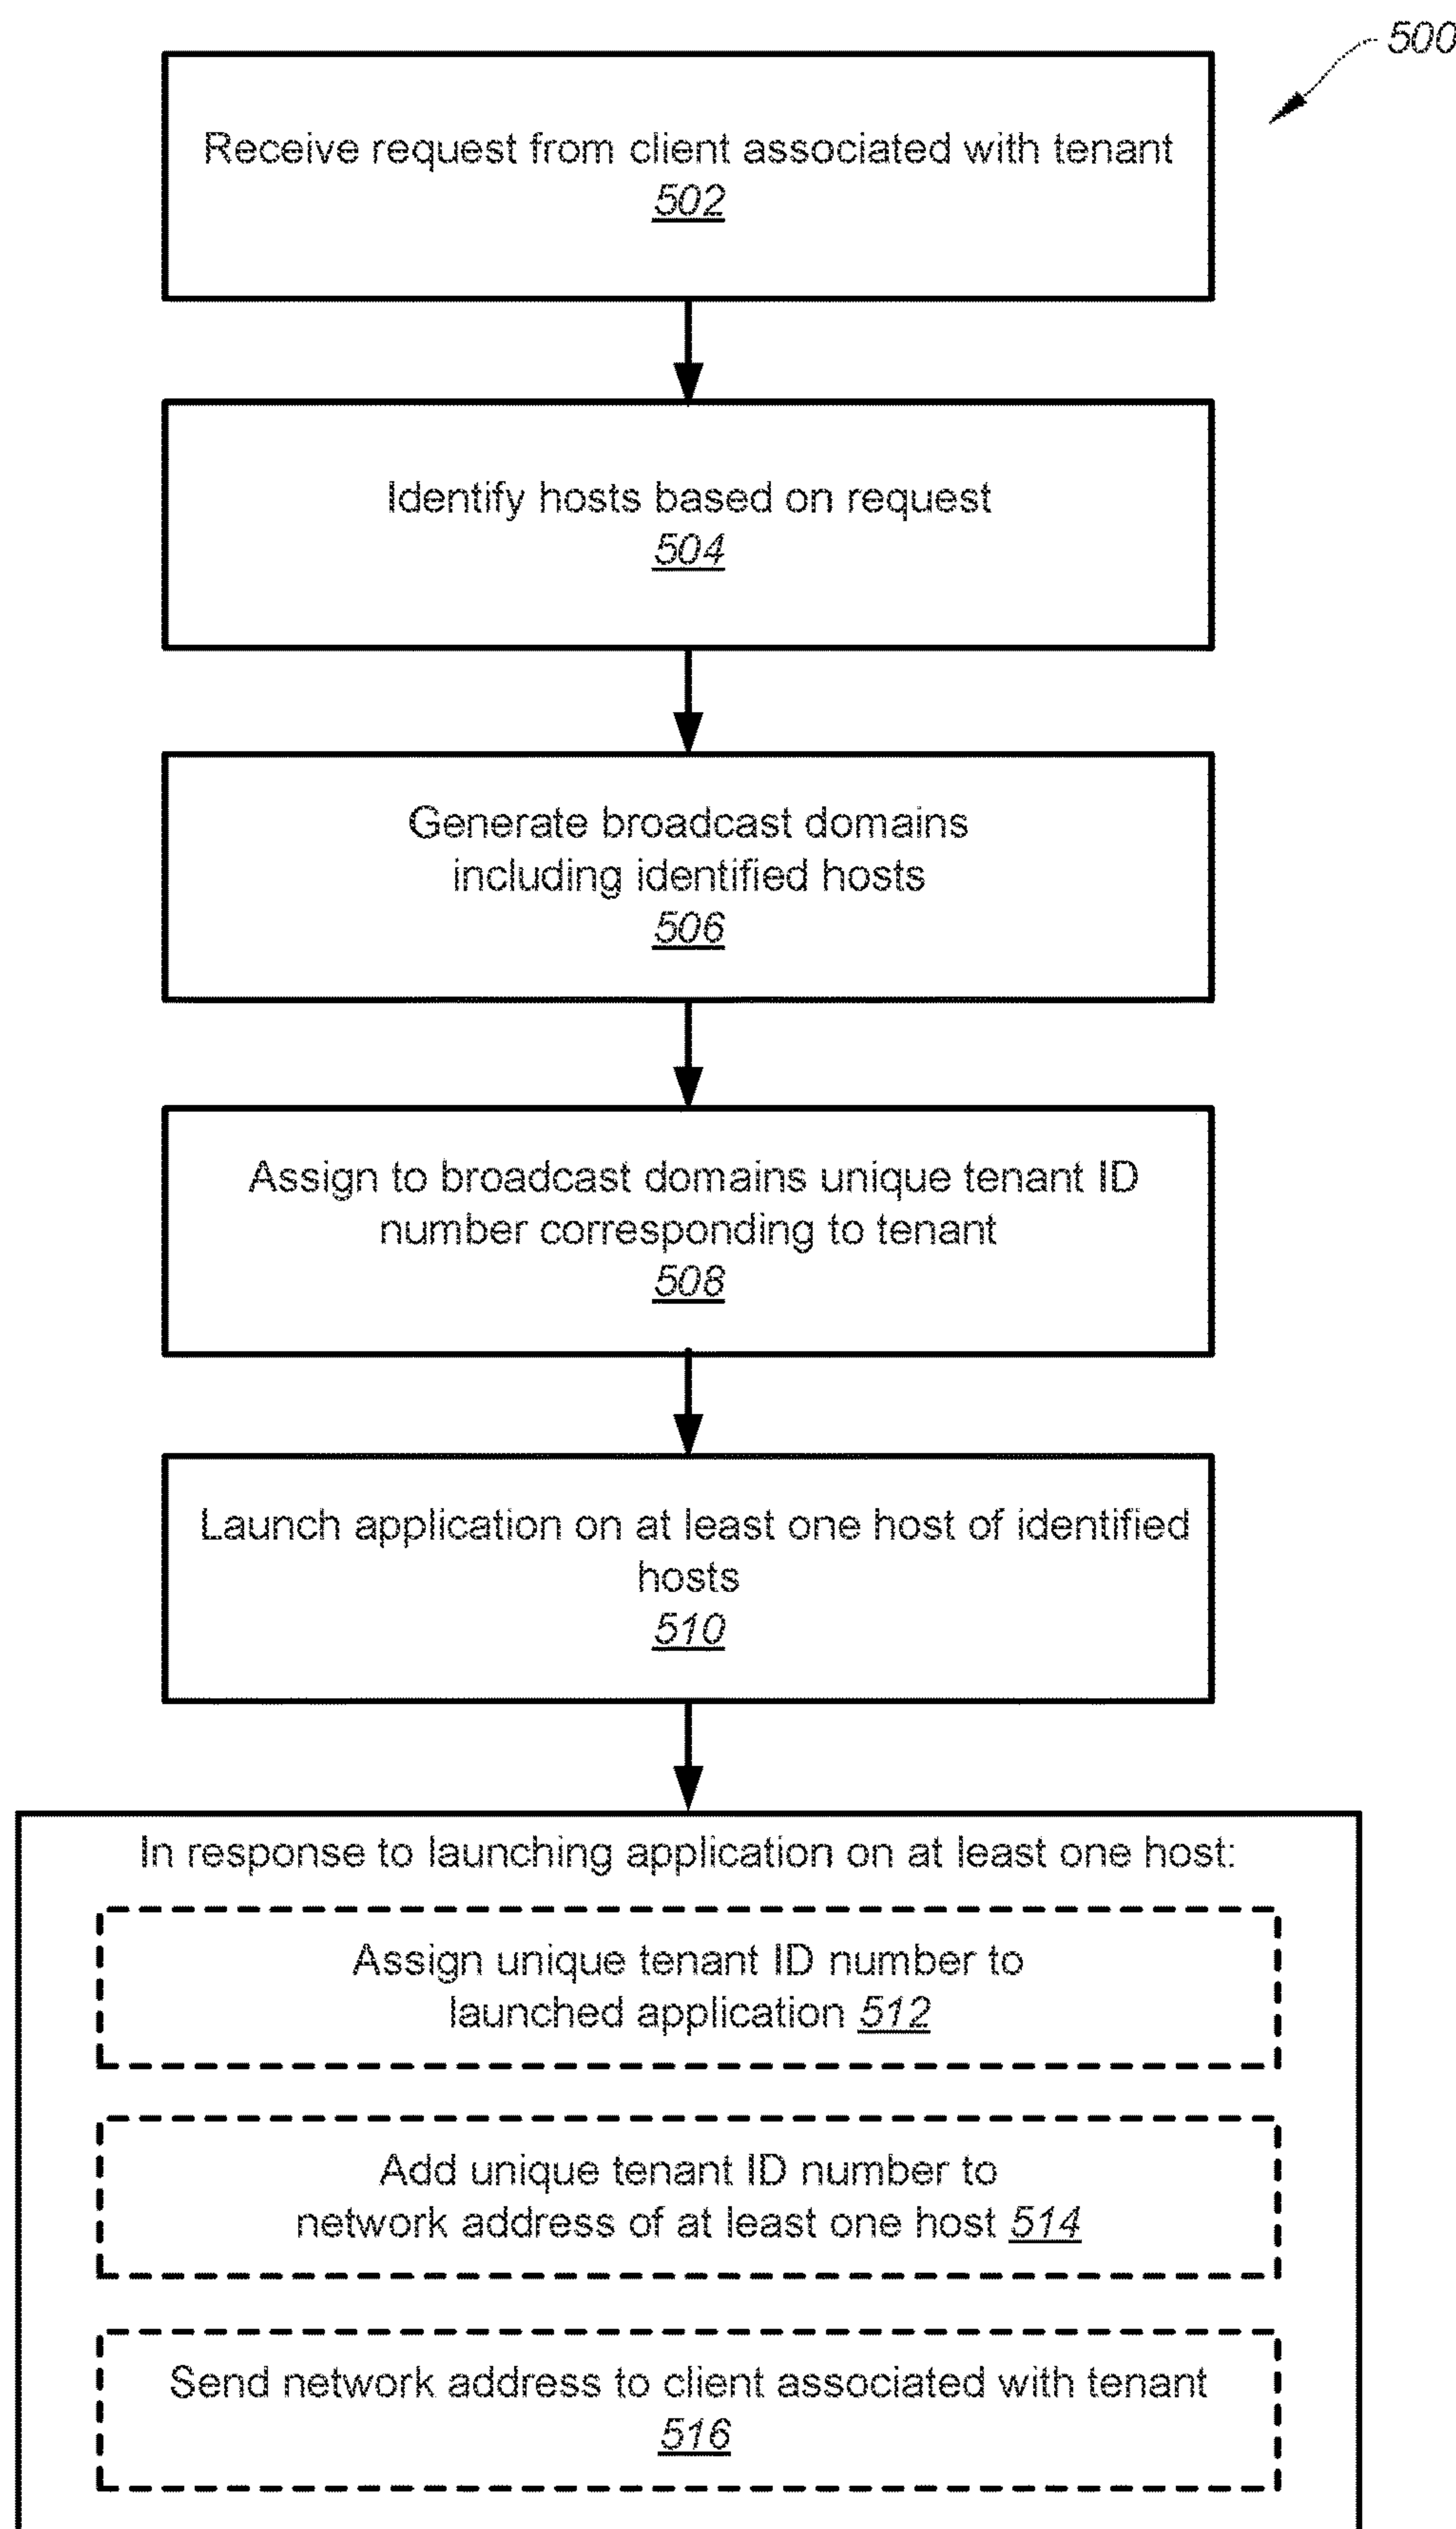 500
Receive request from client associated with tenant
502
Identify hosts based on request
504
Generate broadcast domains
including identified hosts
506
Assign to broadcast domains unique tenant ID
number corresponding to tenant
508
Launch application on at least one host of identified
hosts
510
In response to launching application on at least one host:
Assign unique tenant ID number to
launched application 512
Add unique tenant ID number to
network address of at least one host 514
Send network address to client associated with tenant
516